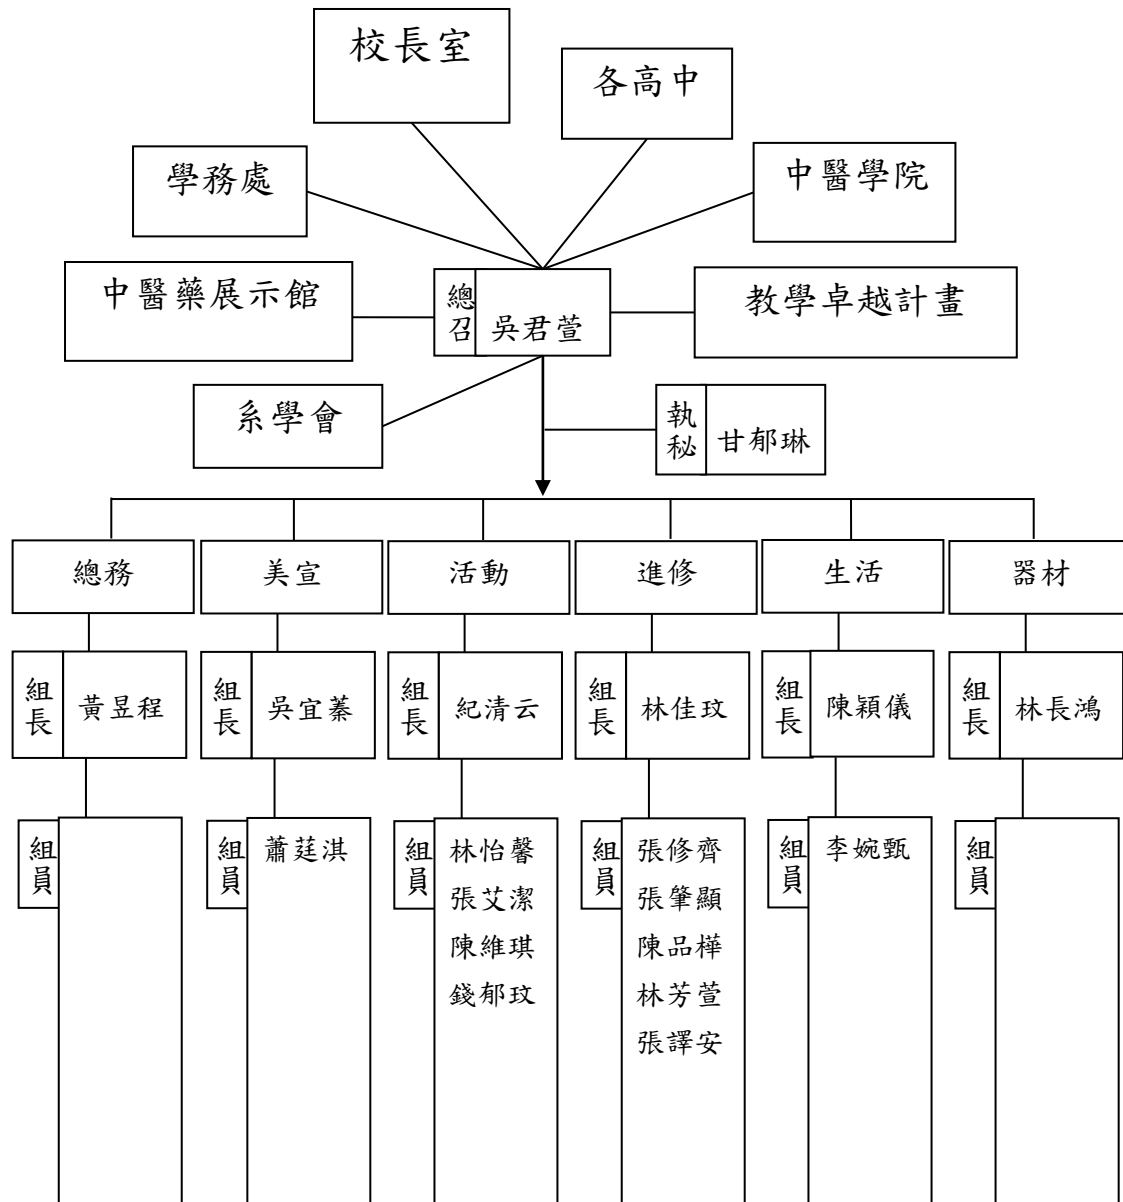 校長室
各高中
學務處
中醫學院
中醫藥展示館
總召
吳君萱
教學卓越計畫
系學會
執秘
甘郁琳
總務
美宣
活動
進修
生活
器材
組長
黃昱程
組長
吳宜蓁
組長
紀清云
組長
林佳玟
組長
陳穎儀
組長
林長鴻
組員
組員
蕭莛淇
組員
林怡馨
張艾潔
陳維琪
錢郁玟
組員
張修齊
張肇顯
陳品樺
林芳萱
張譯安
組員
李婉甄
組員